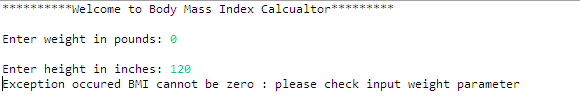 **********Welcome to Body Mass Index Calcualtor*********
Enter weight in pounds: 0
Enter height in inches: 120
Exception occured BMI cannot be zero : please check input weight parameter